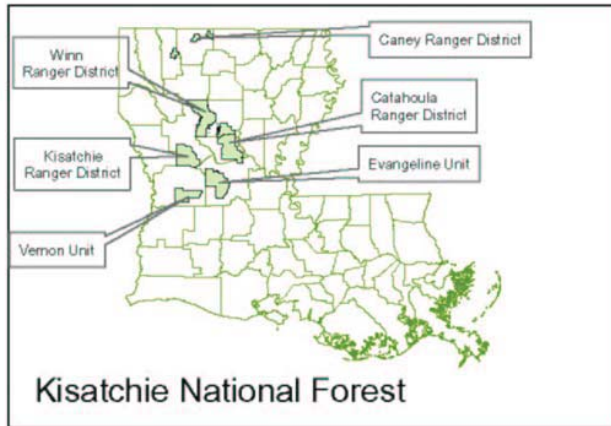 Winn
Ranger District
Caney Ranger District
Catahoula
Ranger District
Kisatchie
Ranger District
Evangeline Unit
Vernon Unit
Kisatchie National Forest